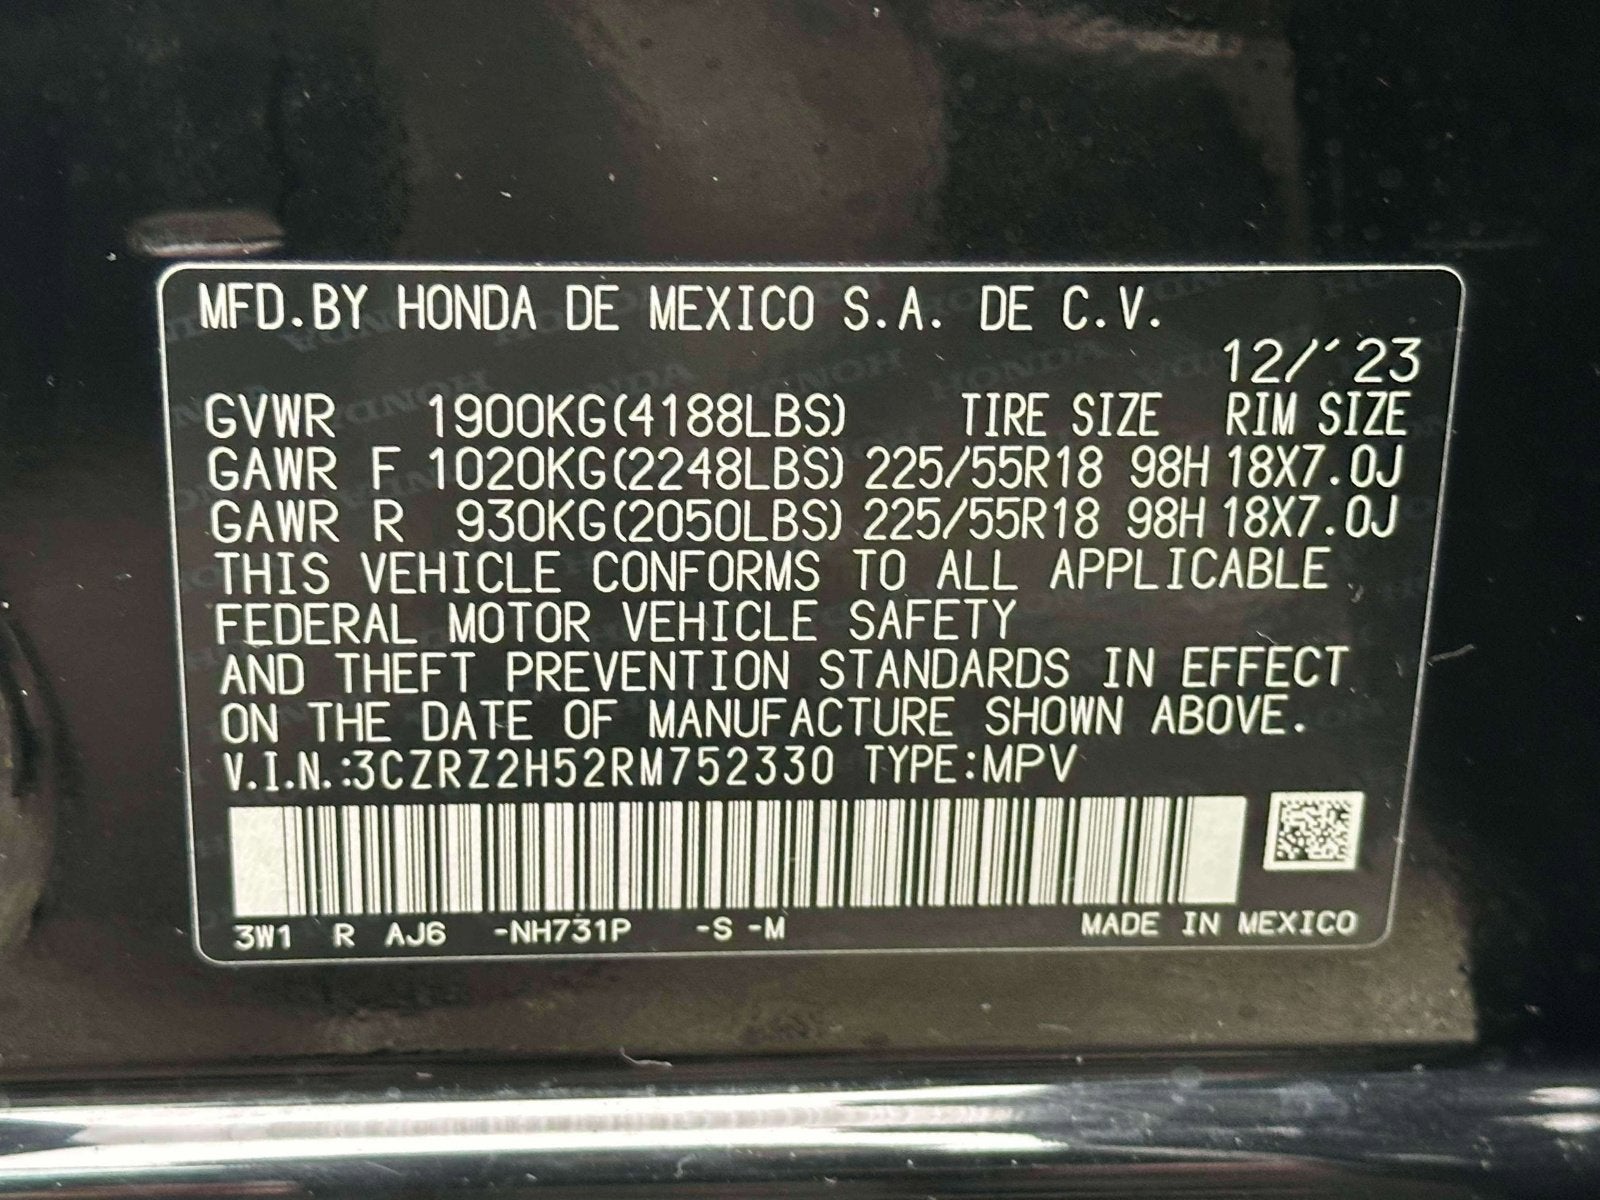 MFD.BY HONDA DE MEXICO S.A. DE C.V.
12/'23
GVWR 1900KG(4188LBS) TIRE SIZE RIM SIZE
GAWR F 1020KG(2248LBS) 225/55R18 98H 18X7.0J
GAWR R 930KG(2050LBS) 225/55R18 98H 18X7.0J
THIS VEHICLE CONFORMS TO ALL APPLICABLE
FEDERAL MOTOR VEHICLE SAFETY
AND THEFT PREVENTION STANDARDS IN EFFECT
ON THE DATE OF MANUFACTURE SHOWN ABOVE.
V.I.N.:3CZRZ2H52RM752330 TYPE:MPV
3W1 R AJ6 -NH731P -S -M MADE IN MEXICO